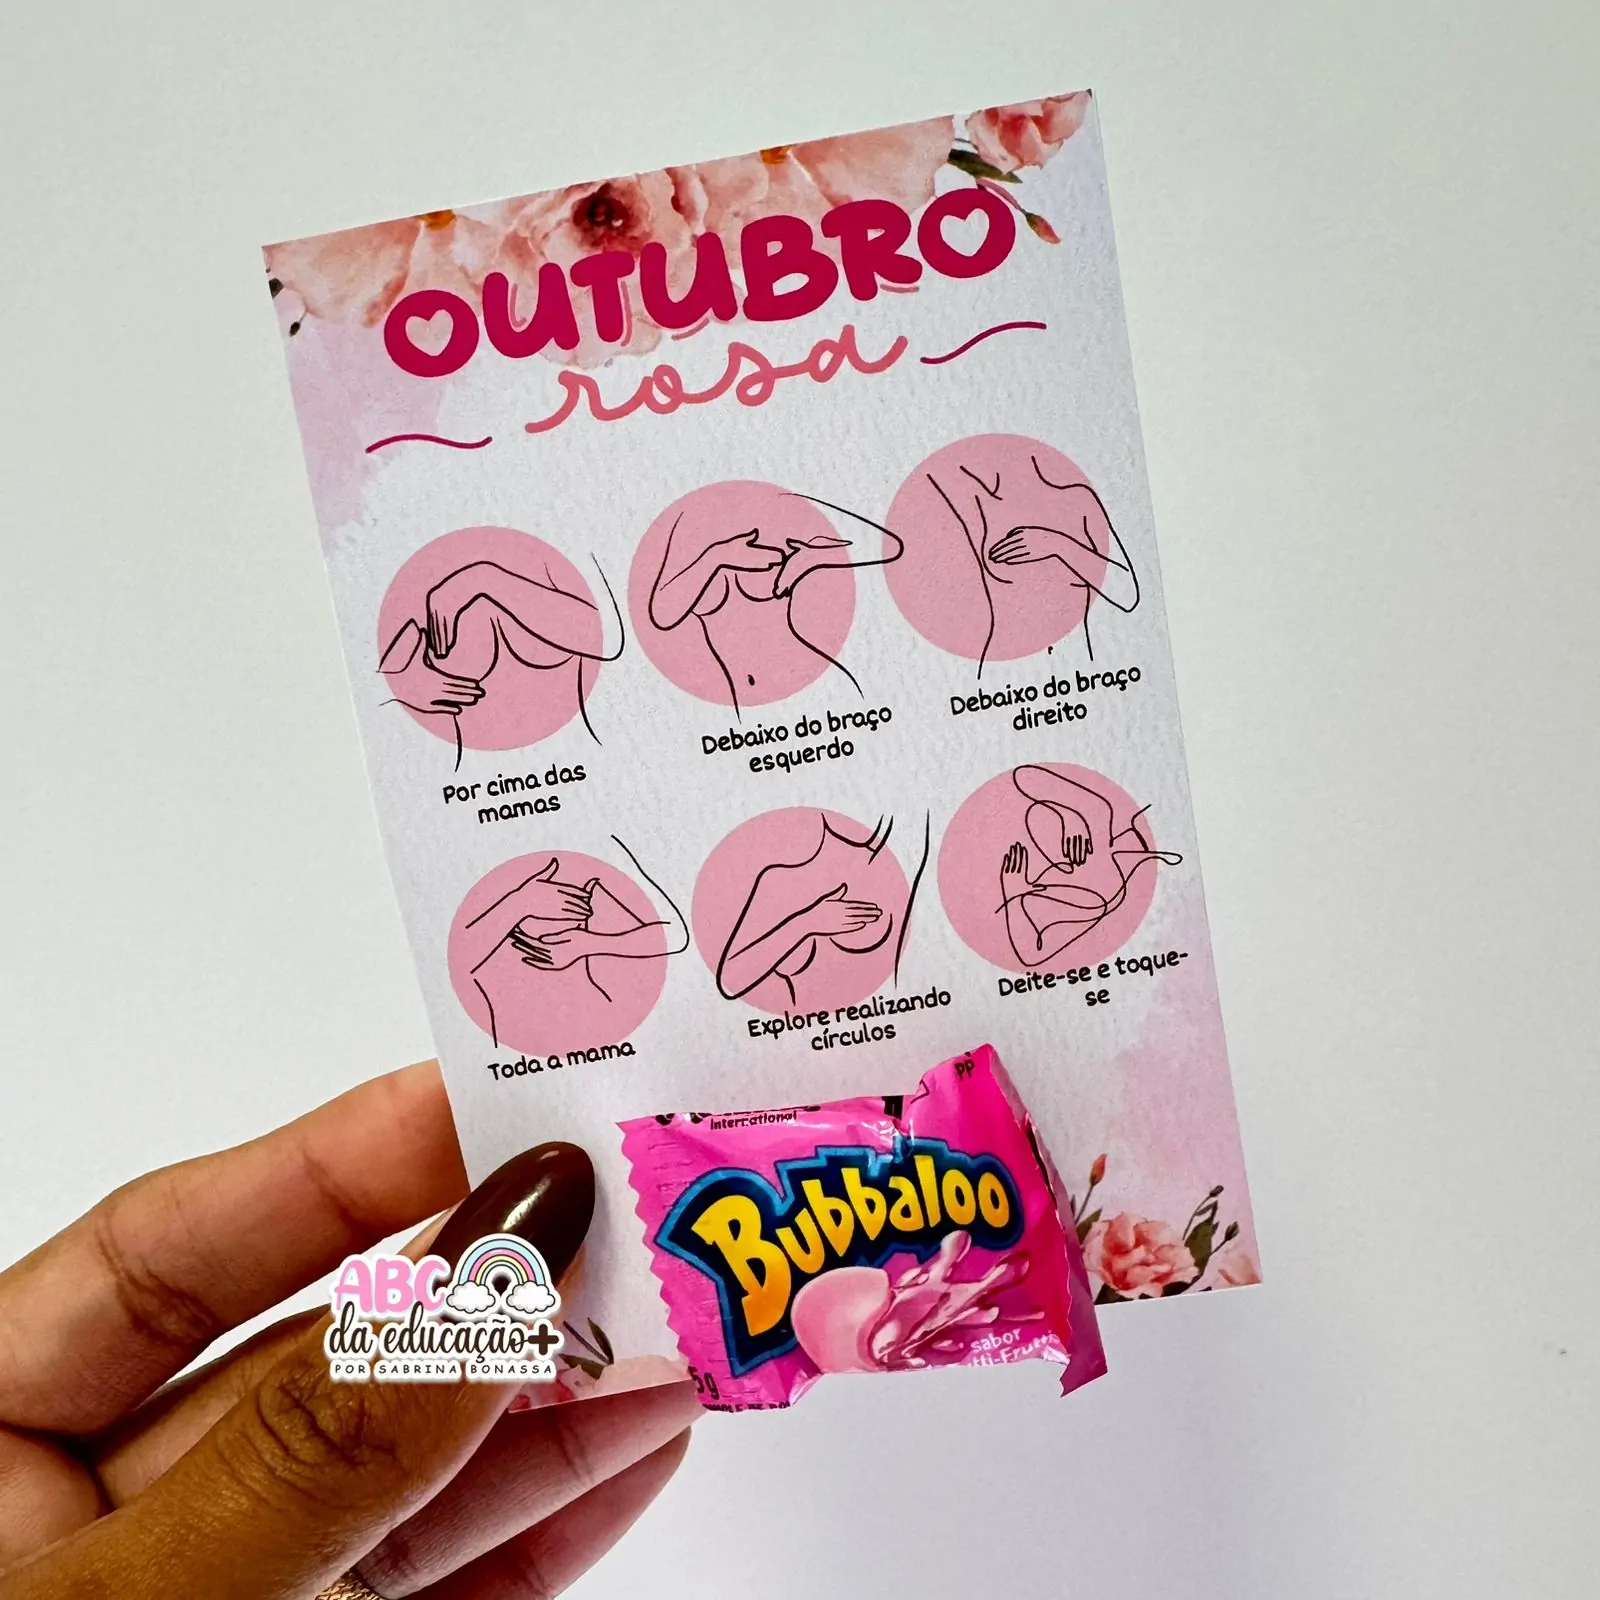 OUTUBRO
rosa
Por cima das
mamas
Debaixo do braço
esquerdo
Debaixo do braço
direito
Toda a mama
Explore realizando
círculos
Deite-se e toque-
se
International
Bubbaloo
sabor
5g
ABC
da educação+
POR SABRINA BONASSA